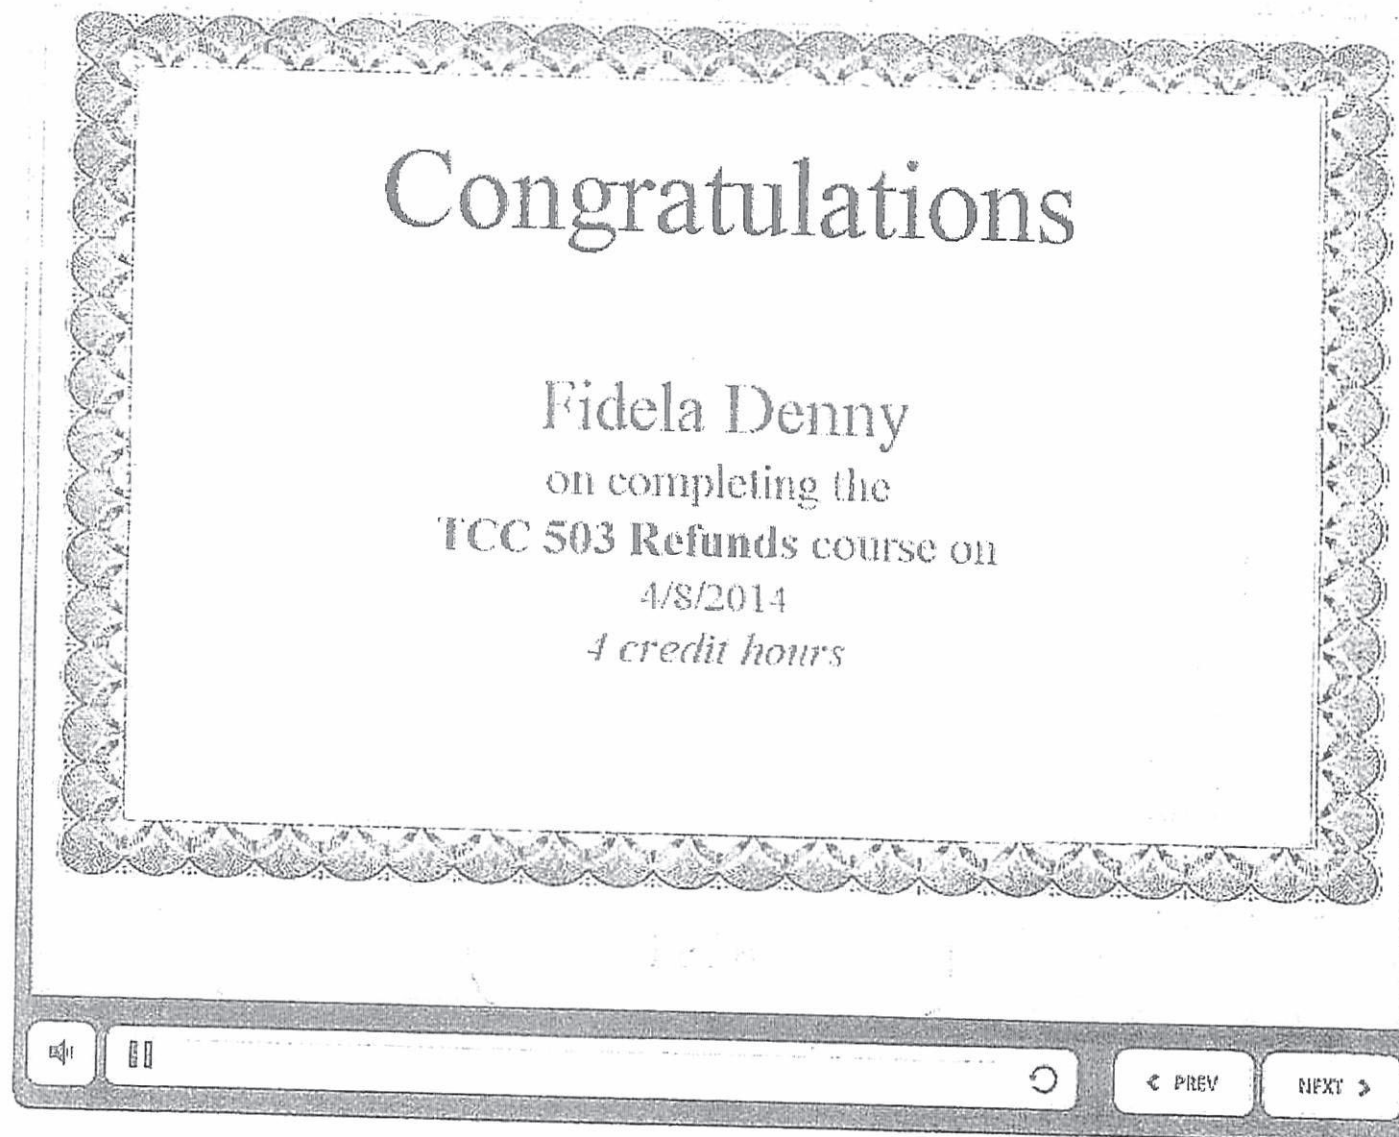 Congratulations
Fidela Denny
on completing the
TCC 503 Refunds course on
4/8/2014
4 credit hours
< PREV
NEXT >